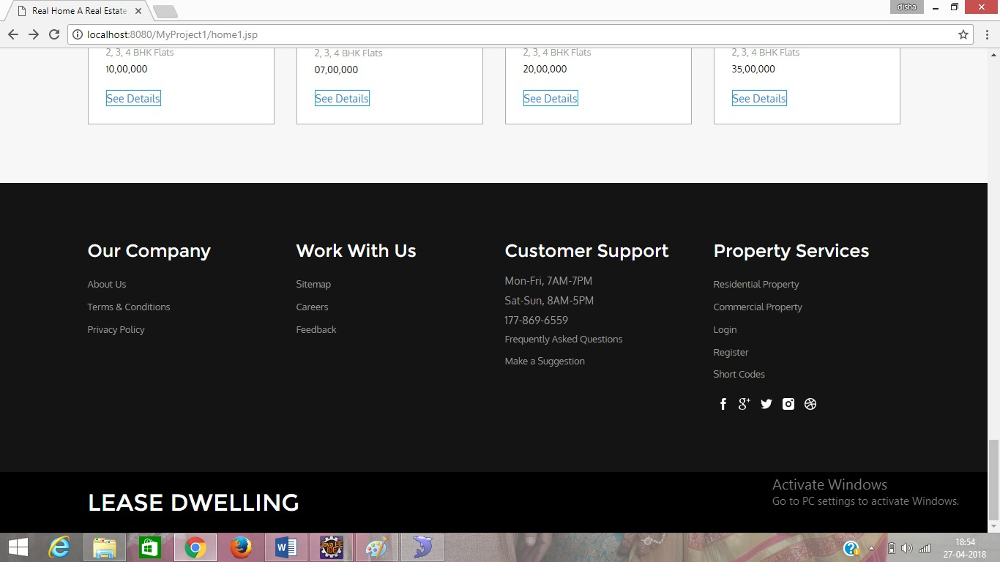 Real Home A Real Estate
disha
localhost:8080/MyProject1/home1.jsp
2, 3, 4 BHK Flats
10,00,000
See Details
2, 3, 4 BHK Flats
07,00,000
See Details
2, 3, 4 BHK Flats
20,00,000
See Details
2, 3, 4 BHK Flats
35,00,000
See Details
Our Company
About Us
Terms & Conditions
Privacy Policy
Work With Us
Sitemap
Careers
Feedback
Customer Support
Mon-Fri, 7AM-7PM
Sat-Sun, 8AM-5PM
177-869-6559
Frequently Asked Questions
Make a Suggestion
Property Services
Residential Property
Commercial Property
Login
Register
Short Codes
LEASE DWELLING
Activate Windows
Go to PC settings to activate Windows.
Java EE
IDE
18:54
27-04-2018